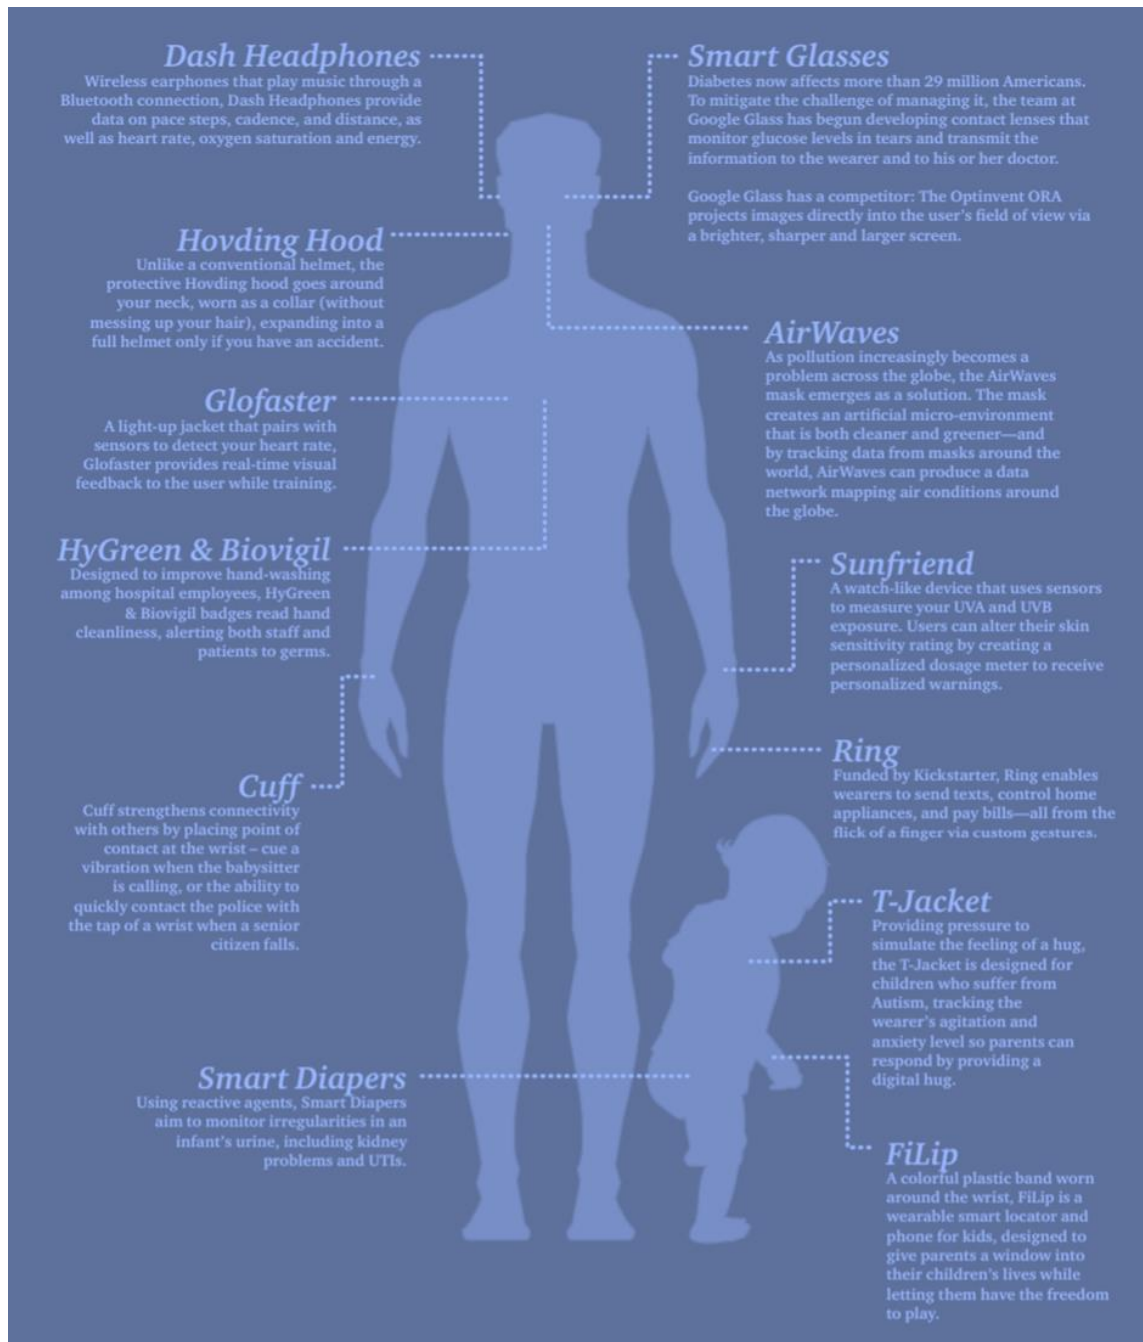 Dash Headphones
Wireless earphones that play music through a
Bluetooth connection, Dash Headphones provide
data on pace steps, cadence, and distance, as
well as heart rate, oxygen saturation and energy.
Smart Glasses
Diabetes now affects more than 29 million Americans.
To mitigate the challenge of managing it, the team at
Google Glass has begun developing contact lenses that
monitor glucose levels in tears and transmit the
information to the wearer and to his or her doctor.
Google Glass has a competitor: The Optinvent ORA
projects images directly into the user's field of view via
a brighter, sharper and larger screen.
Hovding Hood
Unlike a conventional helmet, the
protective Hovding hood goes around
your neck, worn as a collar (without
messing up your hair), expanding into a
full helmet only if you have an accident.
AirWaves
As pollution increasingly becomes a
problem across the globe, the AirWaves
mask emerges as a solution. The mask
creates an artificial micro-environment
that is both cleaner and greener—and
by tracking data from masks around the
world, AirWaves can produce a data
network mapping air conditions around
the globe.
Glofaster
A light-up jacket that pairs with
sensors to detect your heart rate,
Glofaster provides real-time visual
feedback to the user while training.
HyGreen & Biovigil
Designed to improve hand-washing
among hospital employees, HyGreen
& Biovigil badges read hand
cleanliness, alerting both staff and
patients to germs.
Sunfriend
A watch-like device that uses sensors
to measure your UVA and UVB
exposure. Users can alter their skin
sensitivity rating by creating a
personalized dosage meter to receive
personalized warnings.
Ring
Funded by Kickstarter, Ring enables
wearers to send texts, control home
appliances, and pay bills—all from the
flick of a finger via custom gestures.
Cuff
Cuff strengthens connectivity
with others by placing point of
contact at the wrist – cue a
vibration when the babysitter
is calling, or the ability to
quickly contact the police with
the tap of a wrist when a senior
citizen falls.
T-Jacket
Providing pressure to
simulate the feeling of a hug,
the T-Jacket is designed for
children who suffer from
Autism, tracking the
wearer's agitation and
anxiety level so parents can
respond by providing a
digital hug.
Smart Diapers
Using reactive agents, Smart Diapers
aim to monitor irregularities in an
infant's urine, including kidney
problems and UTIs.
FiLip
A colorful plastic band worn
around the wrist, FiLip is a
wearable smart locator and
phone for kids, designed to
give parents a window into
their children's lives while
letting them have the freedom
to play.